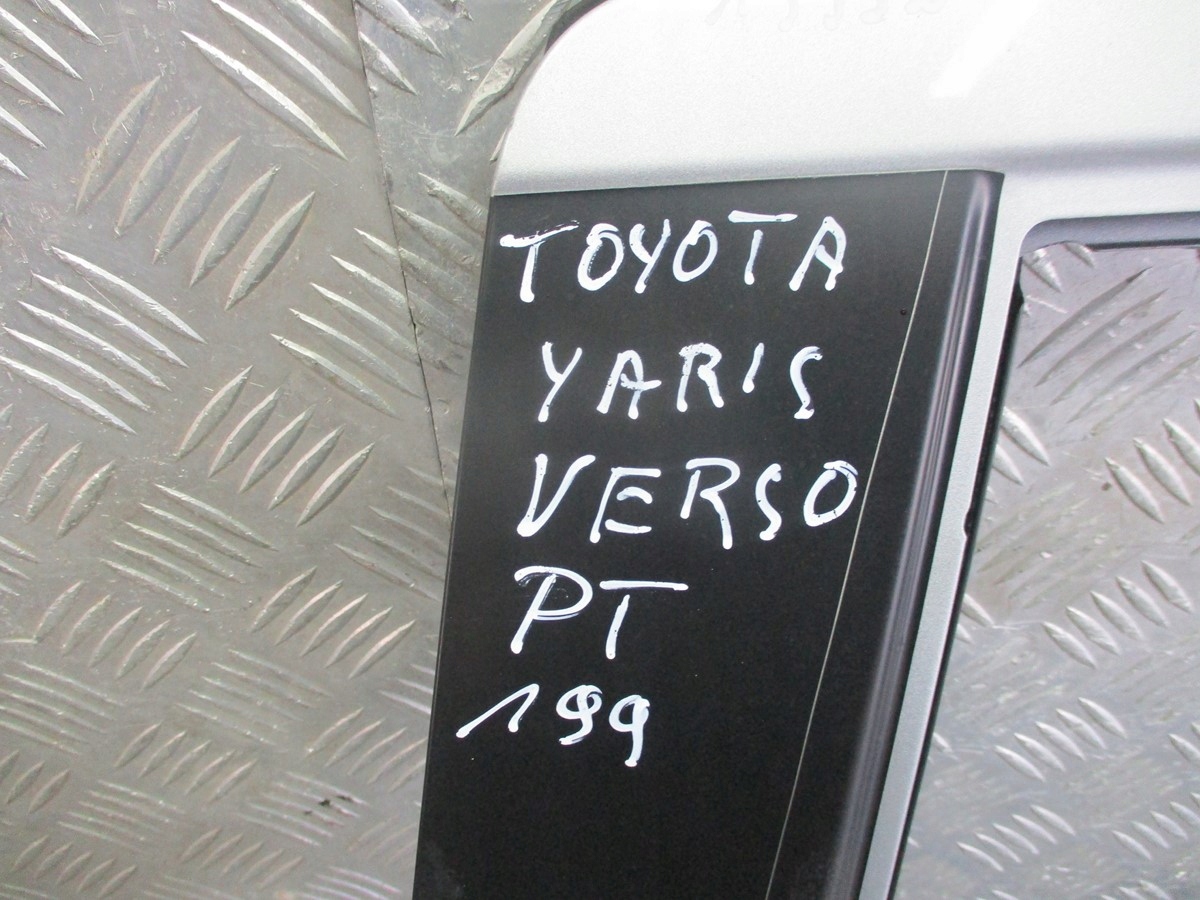 TOYOTA
YARIS
VERSO
PT
199